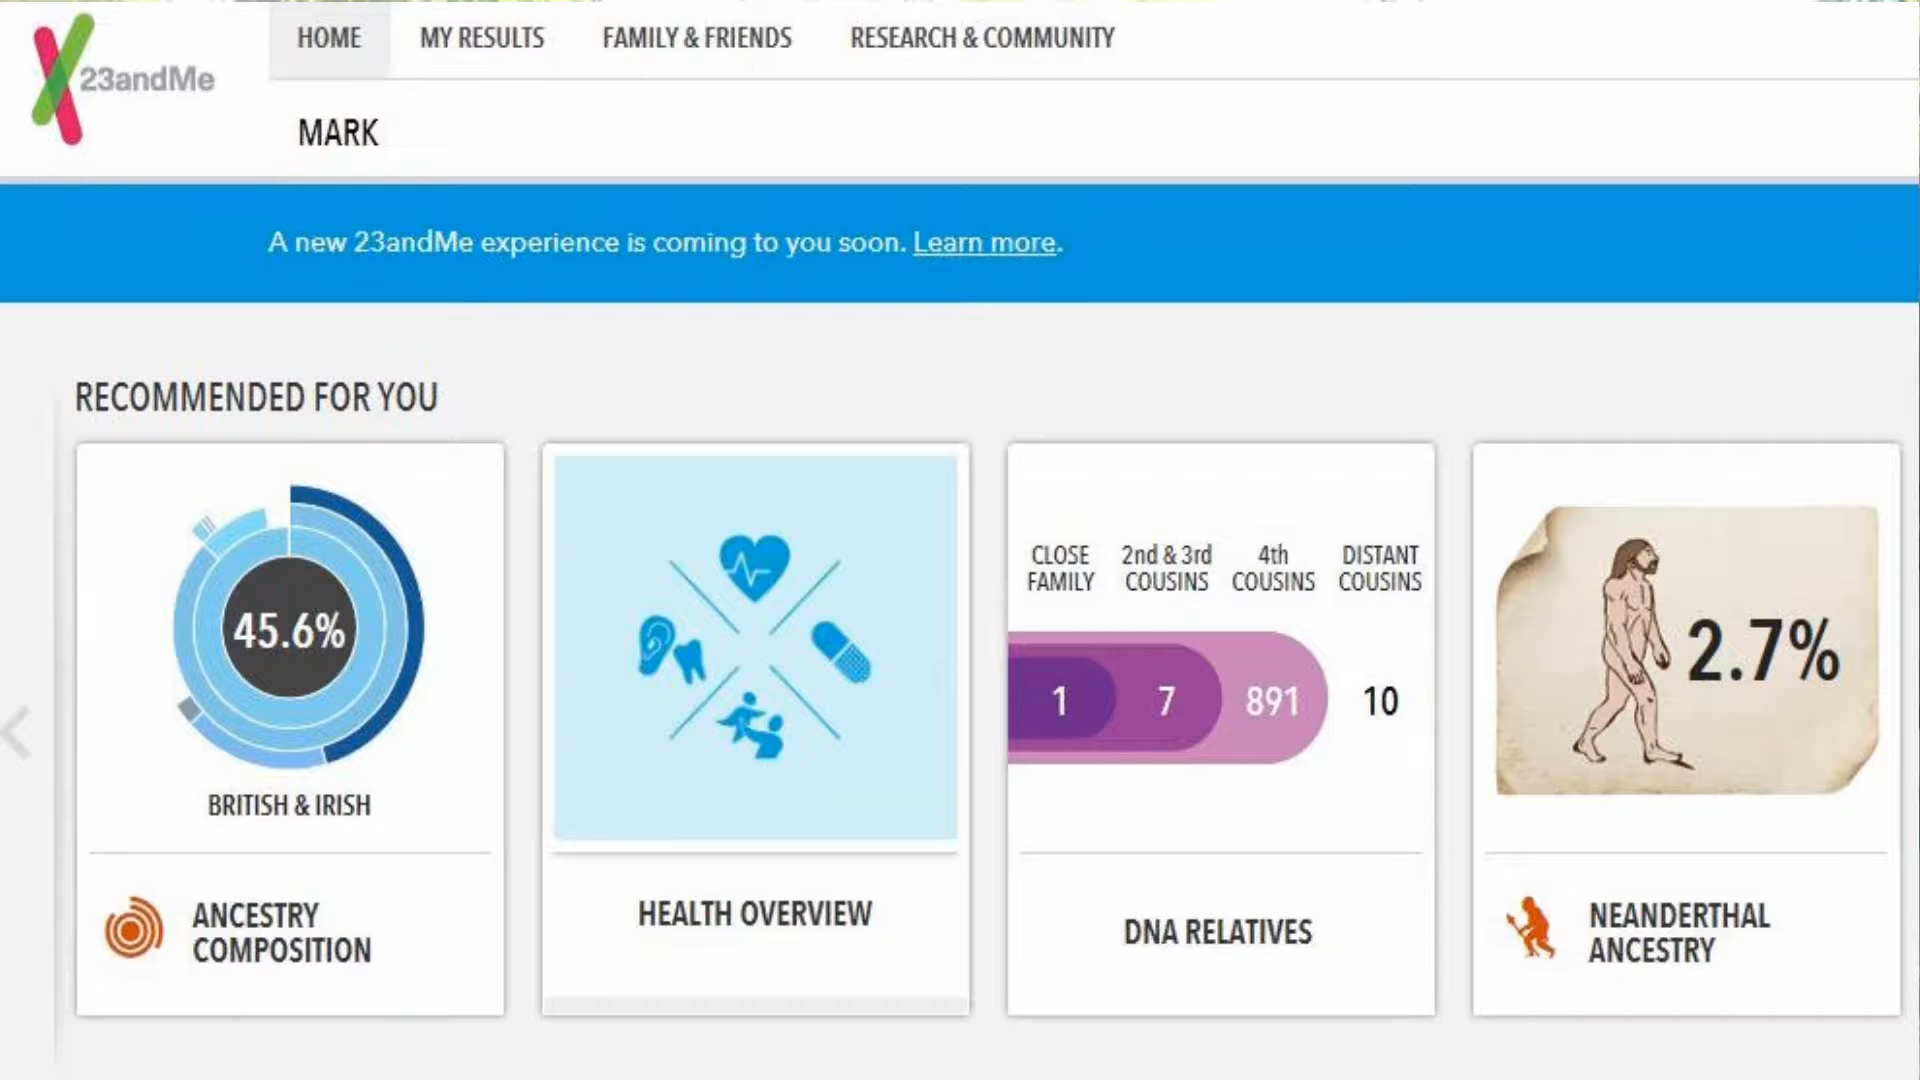 23andMe
HOME
MY RESULTS
FAMILY & FRIENDS
RESEARCH & COMMUNITY
MARK
A new 23andMe experience is coming to you soon. Learn more.
RECOMMENDED FOR YOU
45.6%
BRITISH & IRISH
ANCESTRY
COMPOSITION
HEALTH OVERVIEW
CLOSE
FAMILY
2nd & 3rd
COUSINS
4th
COUSINS
DISTANT
COUSINS
1
7
891
10
DNA RELATIVES
2.7%
NEANDERTHAL
ANCESTRY